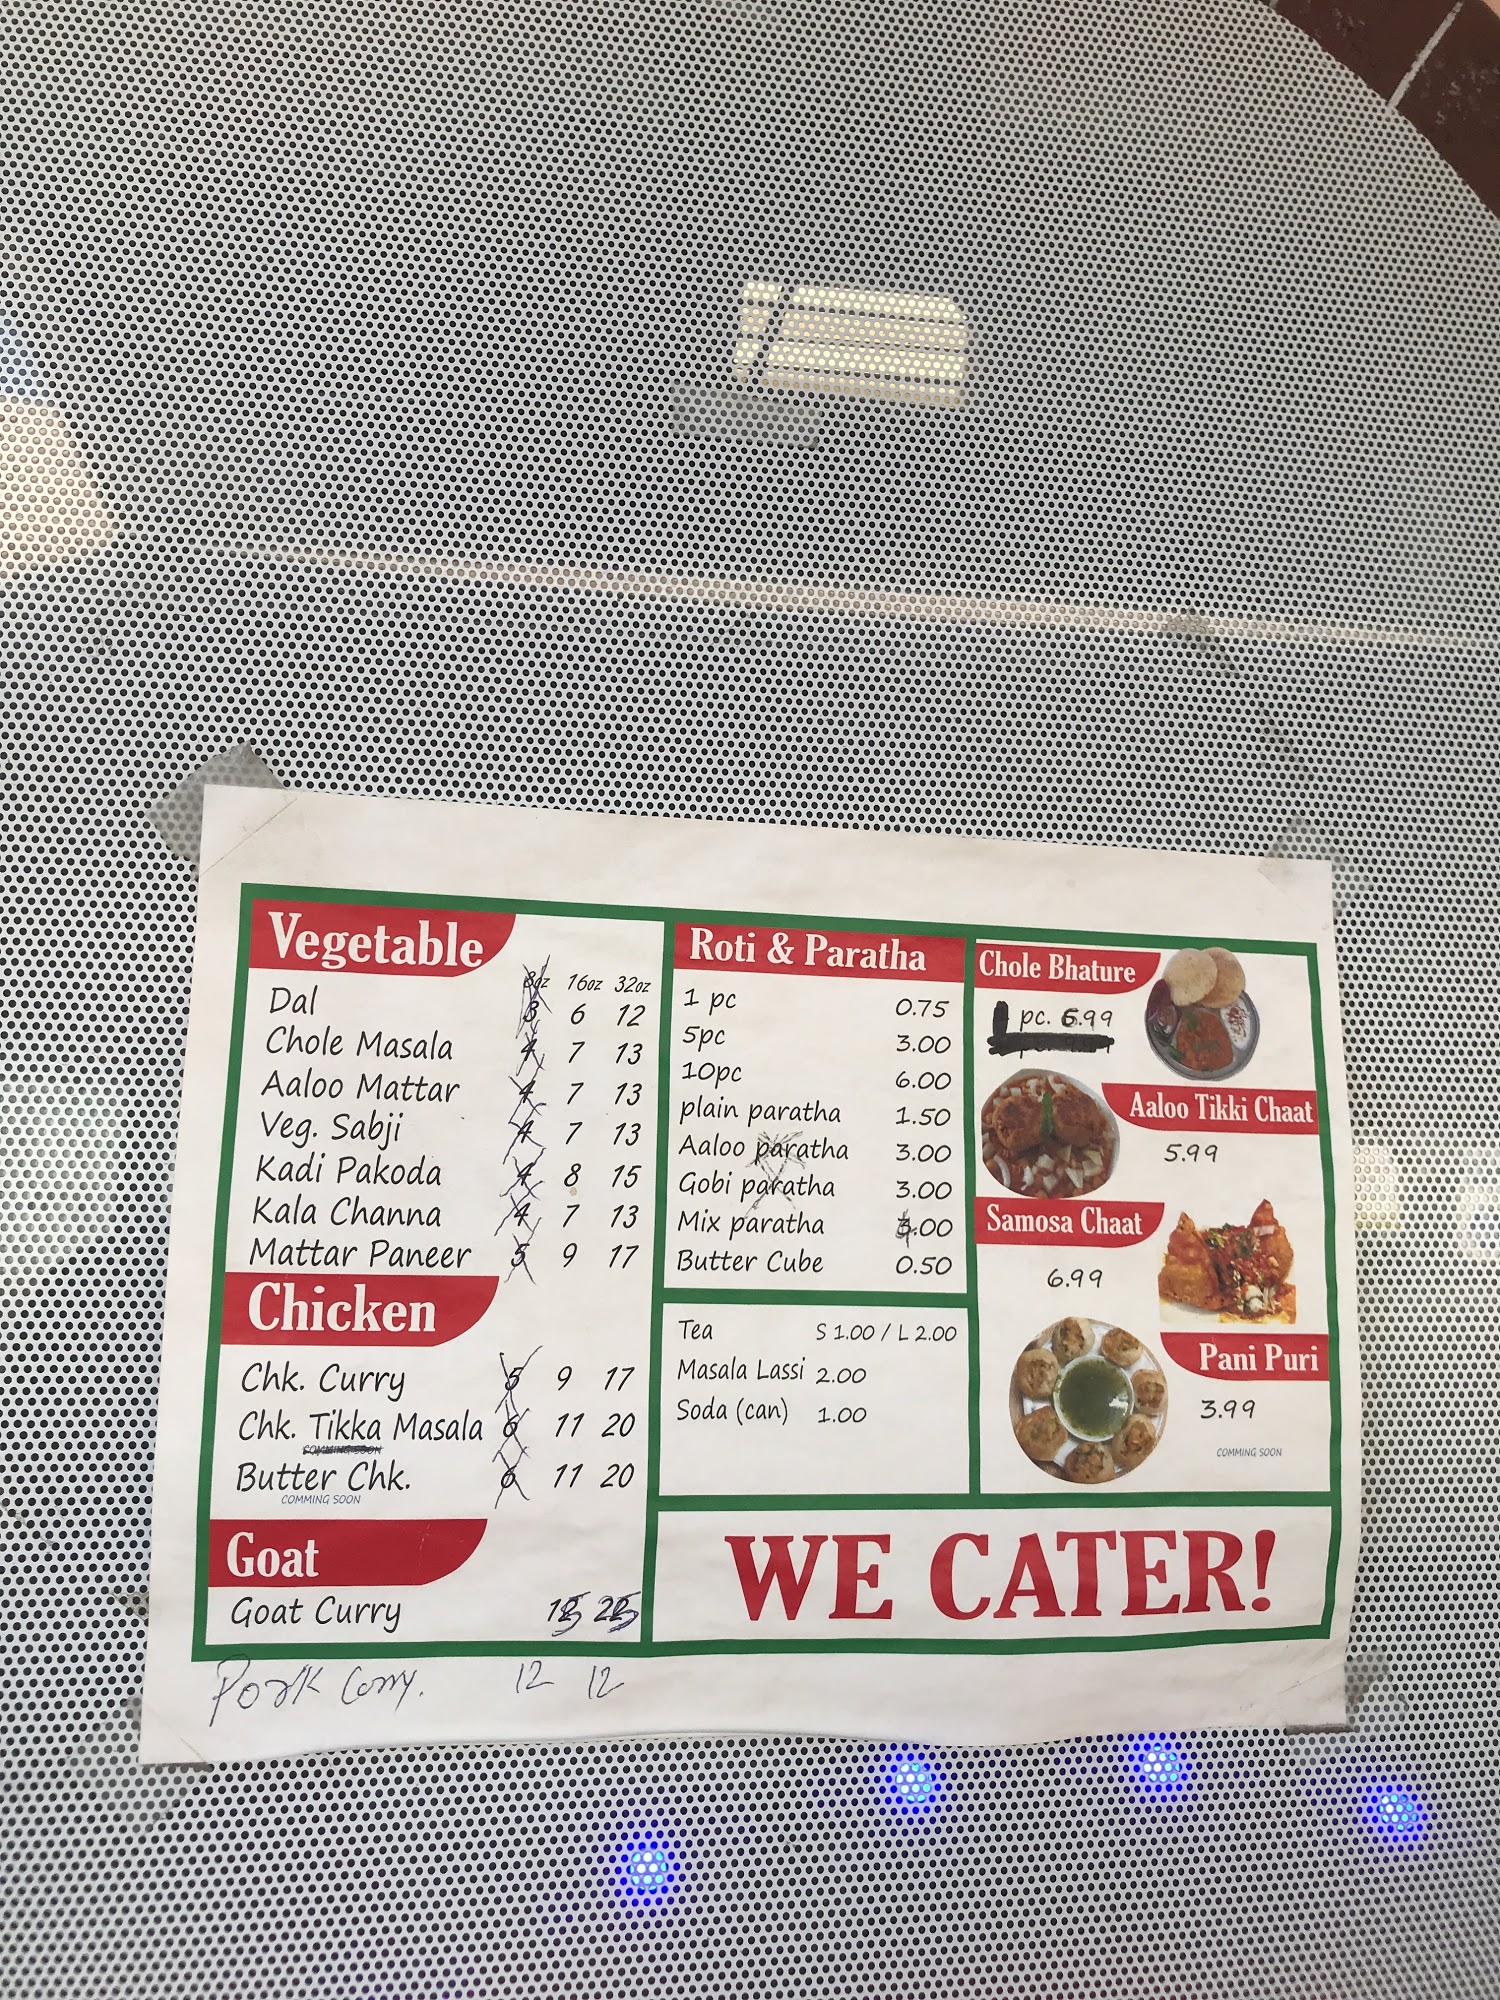 Vegetable
8oz 16oz 32oz
Dal 3 6 12
Chole Masala 4 7 13
Aaloo Mattar 4 7 13
Veg. Sabji 4 7 13
Kadi Pakoda 4 8 15
Kala Channa 4 7 13
Mattar Paneer 5 9 17
Chicken
Chk. Curry 5 9 17
Chk. Tikka Masala 6 11 20
COMMING SOON
Butter Chk. 6 11 20
COMMING SOON
Goat
Goat Curry 15 25
Pork Curry. 12 12
Roti & Paratha
1 pc 0.75
5pc 3.00
10pc 6.00
plain paratha 1.50
Aaloo paratha 3.00
Gobi paratha 3.00
Mix paratha .00
Butter Cube 0.50
Tea S 1.00 / L 2.00
Masala Lassi 2.00
Soda (can) 1.00
Chole Bhature
pc. 6.99
Aaloo Tikki Chaat
5.99
Samosa Chaat
6.99
Pani Puri
3.99
COMMING SOON
WE CATER!